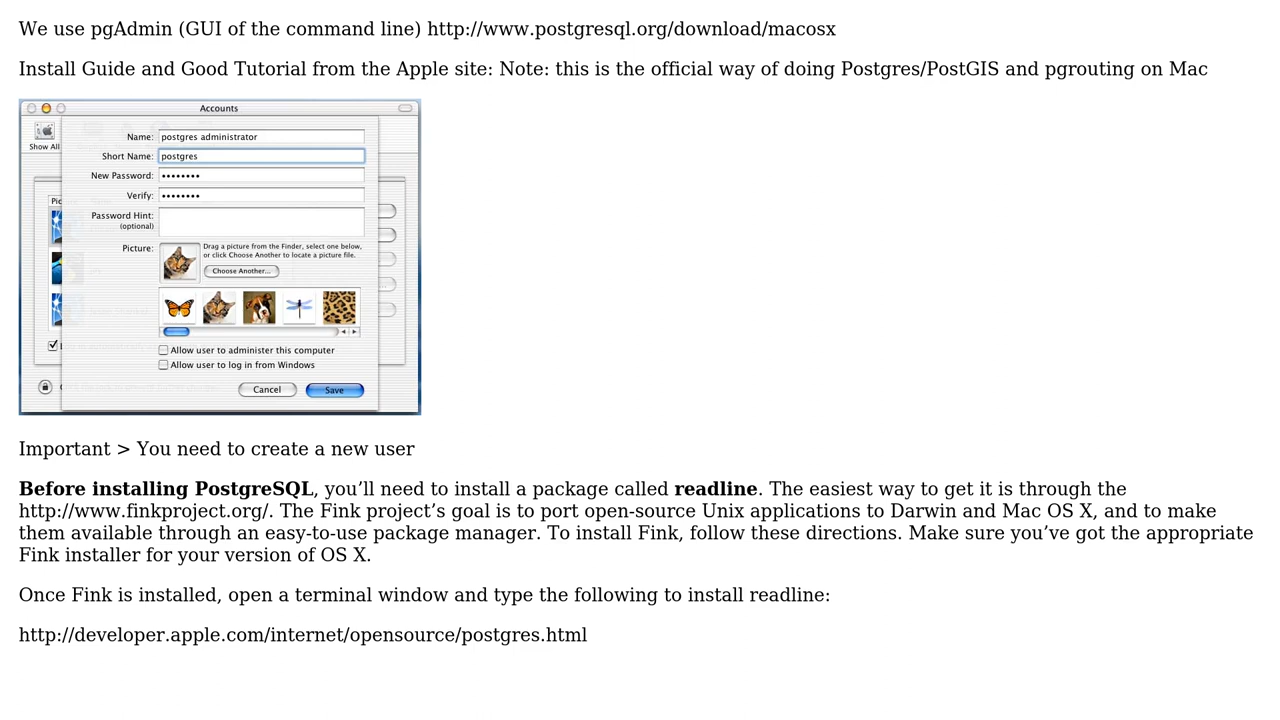 We use pgAdmin (GUI of the command line) http://www.postgresql.org/download/macosx
Install Guide and Good Tutorial from the Apple site: Note: this is the official way of doing Postgres/PostGIS and pgrouting on Mac
Accounts
Show All
Name: postgres administrator
Short Name: postgres
New Password: ••••••••
Verify: ••••••••
Password Hint:
(optional)
Picture:
Drag a picture from the Finder, select one below,
or click Choose Another to locate a picture file.
Choose Another...
Allow user to administer this computer
Allow user to log in from Windows
Cancel Save
Important > You need to create a new user
Before installing PostgreSQL, you’ll need to install a package called readline. The easiest way to get it is through the
http://www.finkproject.org/. The Fink project’s goal is to port open-source Unix applications to Darwin and Mac OS X, and to make
them available through an easy-to-use package manager. To install Fink, follow these directions. Make sure you’ve got the appropriate
Fink installer for your version of OS X.
Once Fink is installed, open a terminal window and type the following to install readline:
http://developer.apple.com/internet/opensource/postgres.html